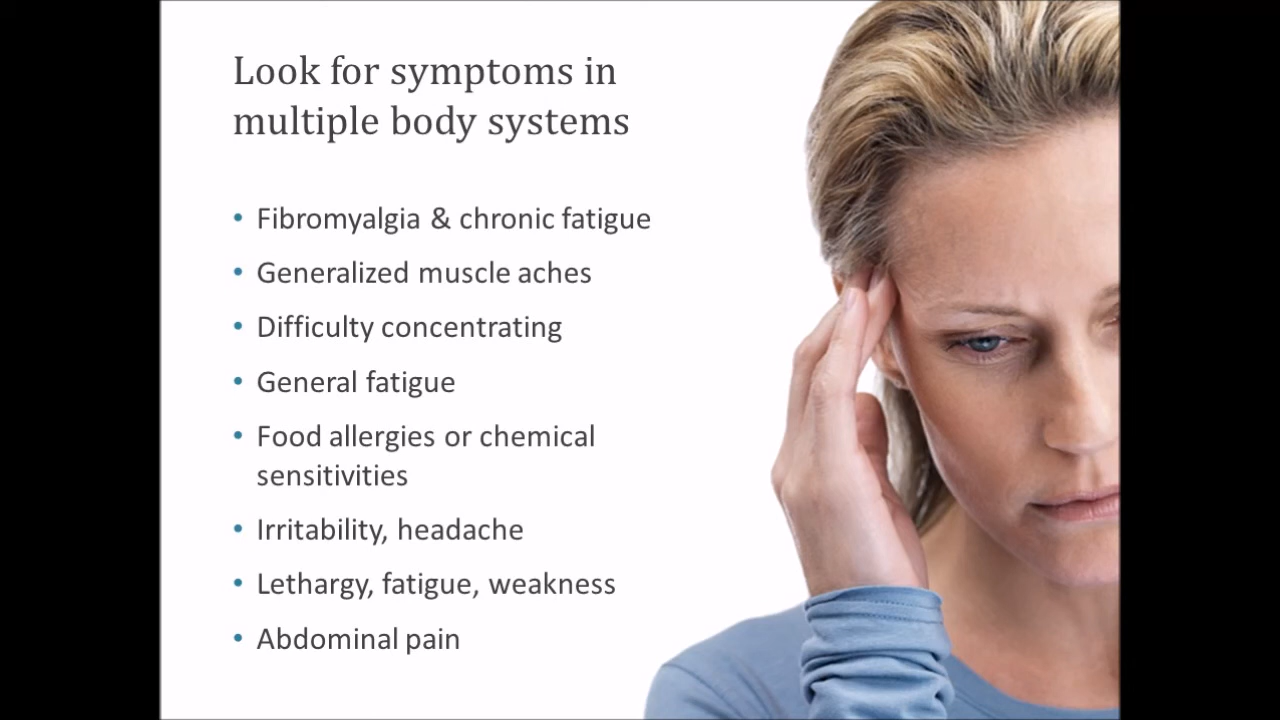 Look for symptoms in
multiple body systems
• Fibromyalgia & chronic fatigue
• Generalized muscle aches
• Difficulty concentrating
• General fatigue
• Food allergies or chemical
sensitivities
• Irritability, headache
• Lethargy, fatigue, weakness
• Abdominal pain